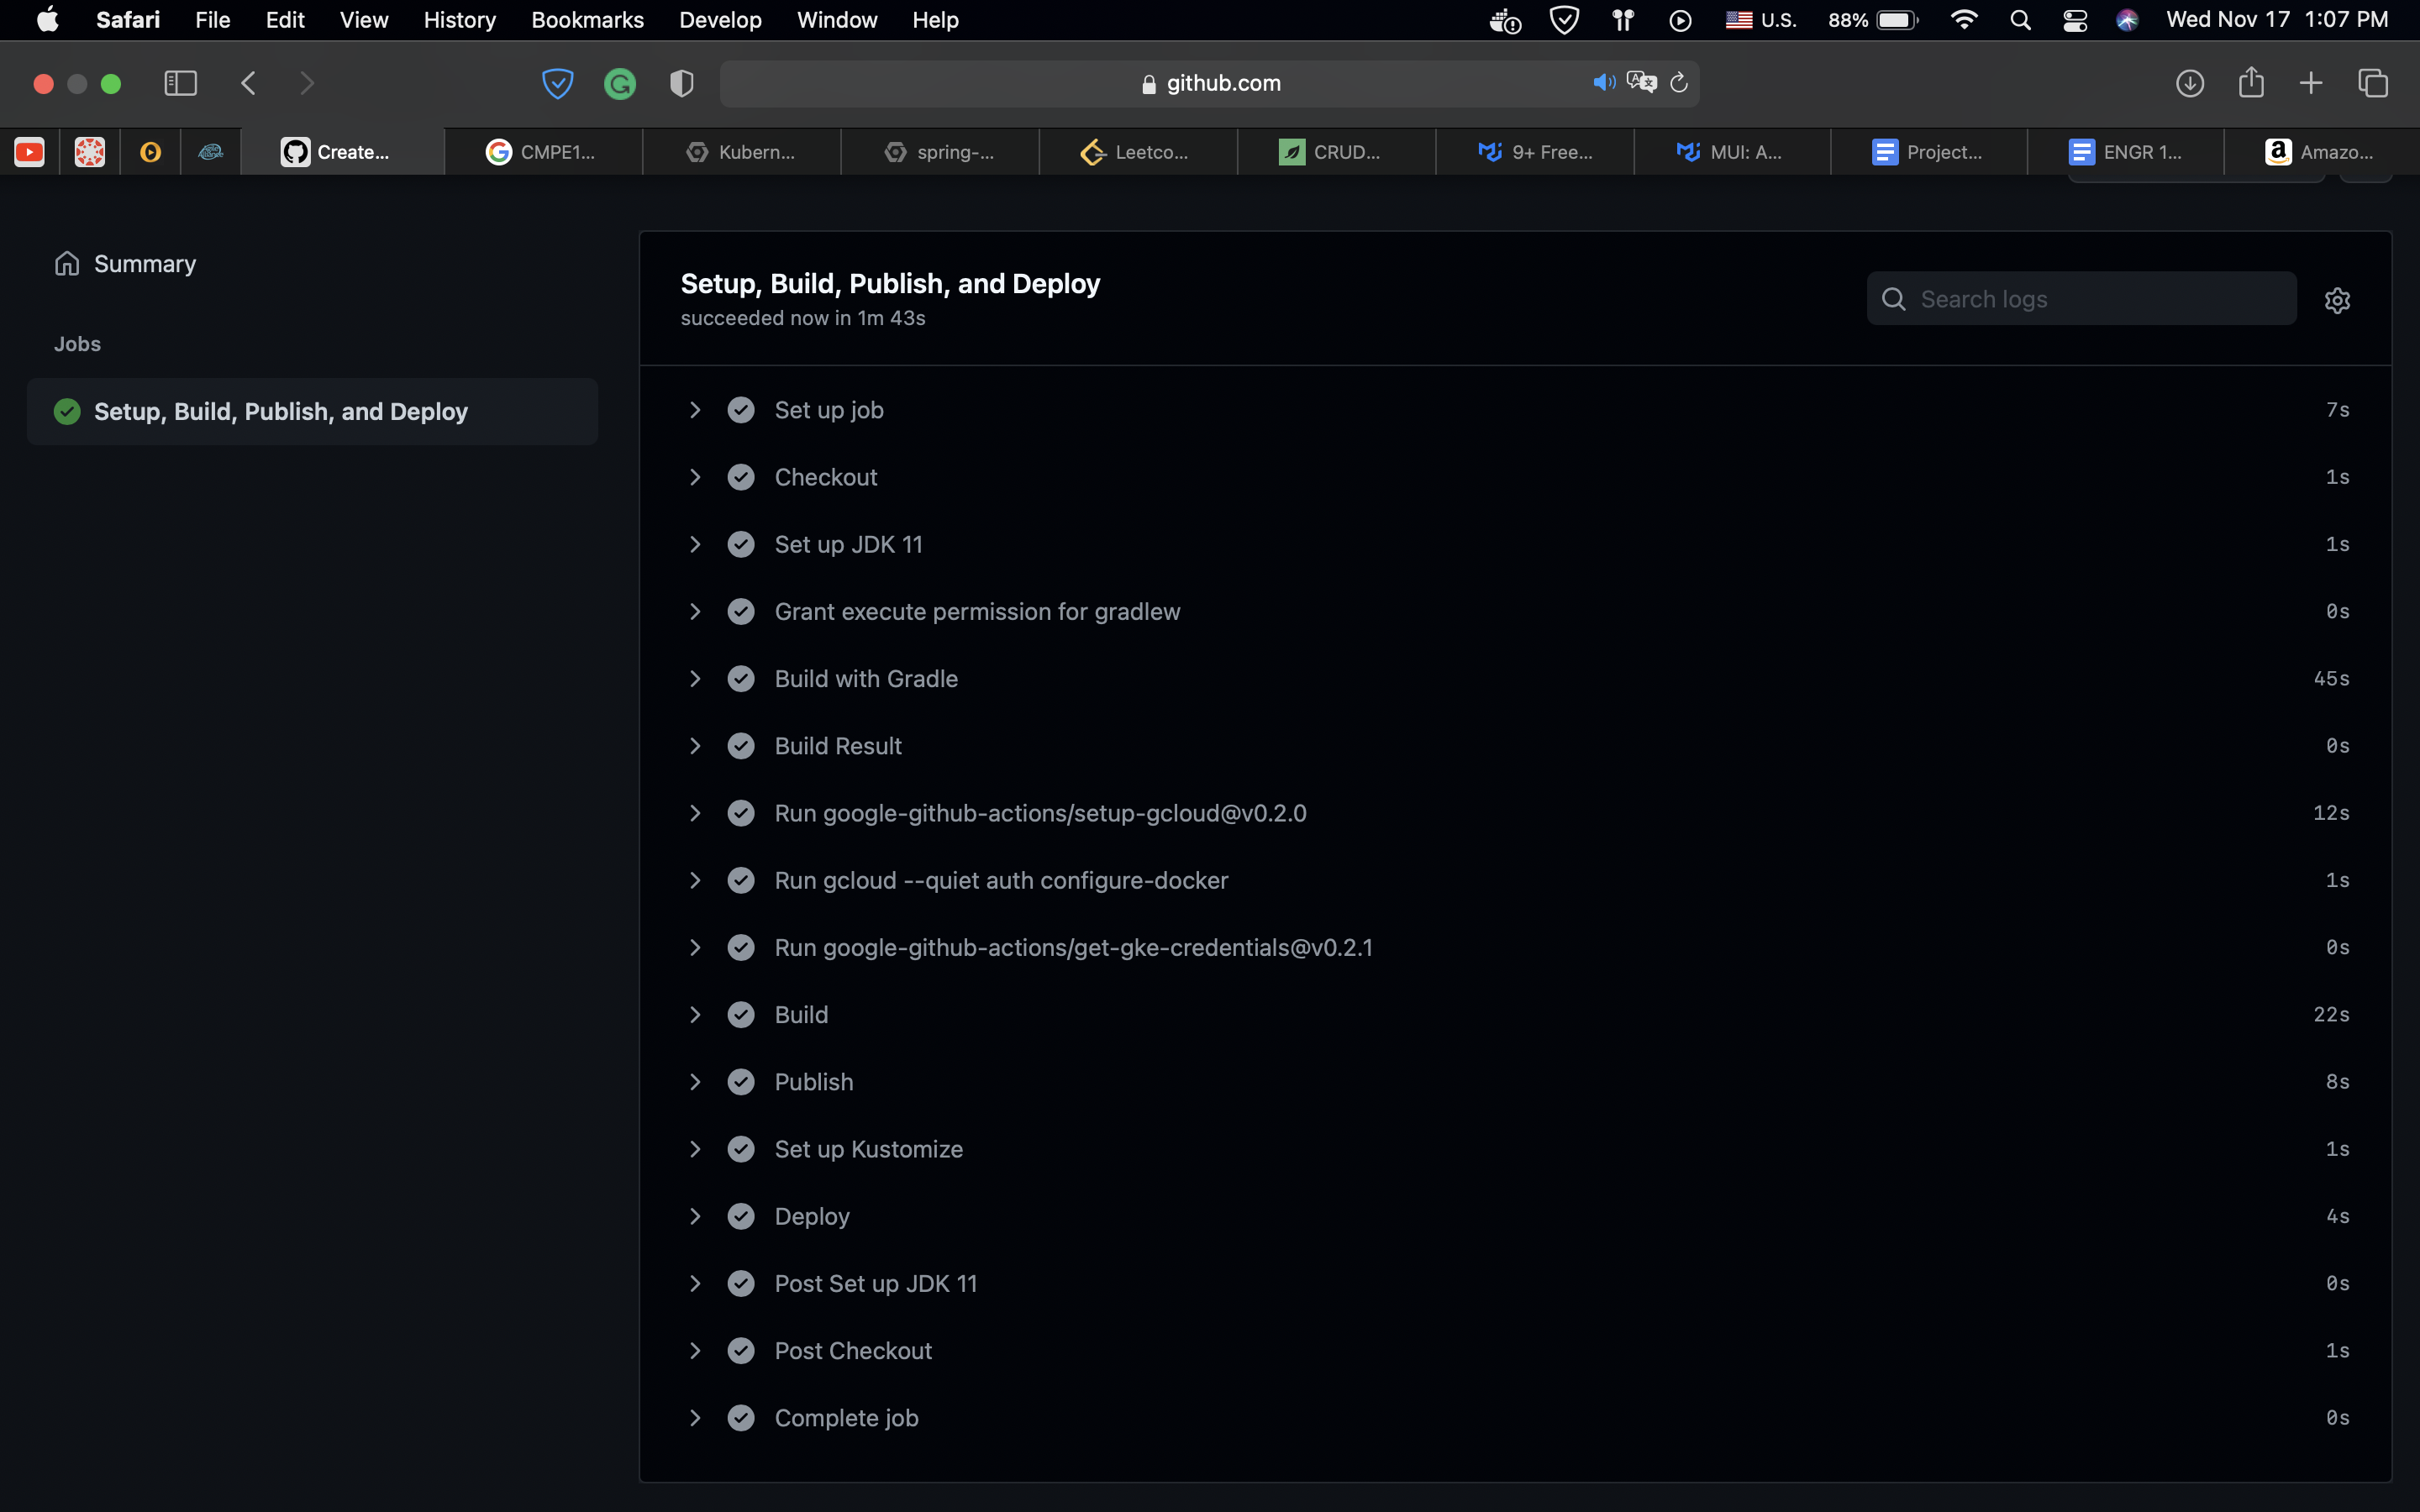 Safari File Edit View History Bookmarks Develop Window Help U.S. 88% Wed Nov 17 1:07 PM
github.com
Create... CMPE1... Kubern... spring-... Leetco... CRUD... 9+ Free... MUI: A... Project... ENGR 1... Amazo...
Summary
Jobs
Setup, Build, Publish, and Deploy
Setup, Build, Publish, and Deploy
succeeded now in 1m 43s
Search logs
Set up job 7s
Checkout 1s
Set up JDK 11 1s
Grant execute permission for gradlew 0s
Build with Gradle 45s
Build Result 0s
Run google-github-actions/setup-gcloud@v0.2.0 12s
Run gcloud --quiet auth configure-docker 1s
Run google-github-actions/get-gke-credentials@v0.2.1 0s
Build 22s
Publish 8s
Set up Kustomize 1s
Deploy 4s
Post Set up JDK 11 0s
Post Checkout 1s
Complete job 0s